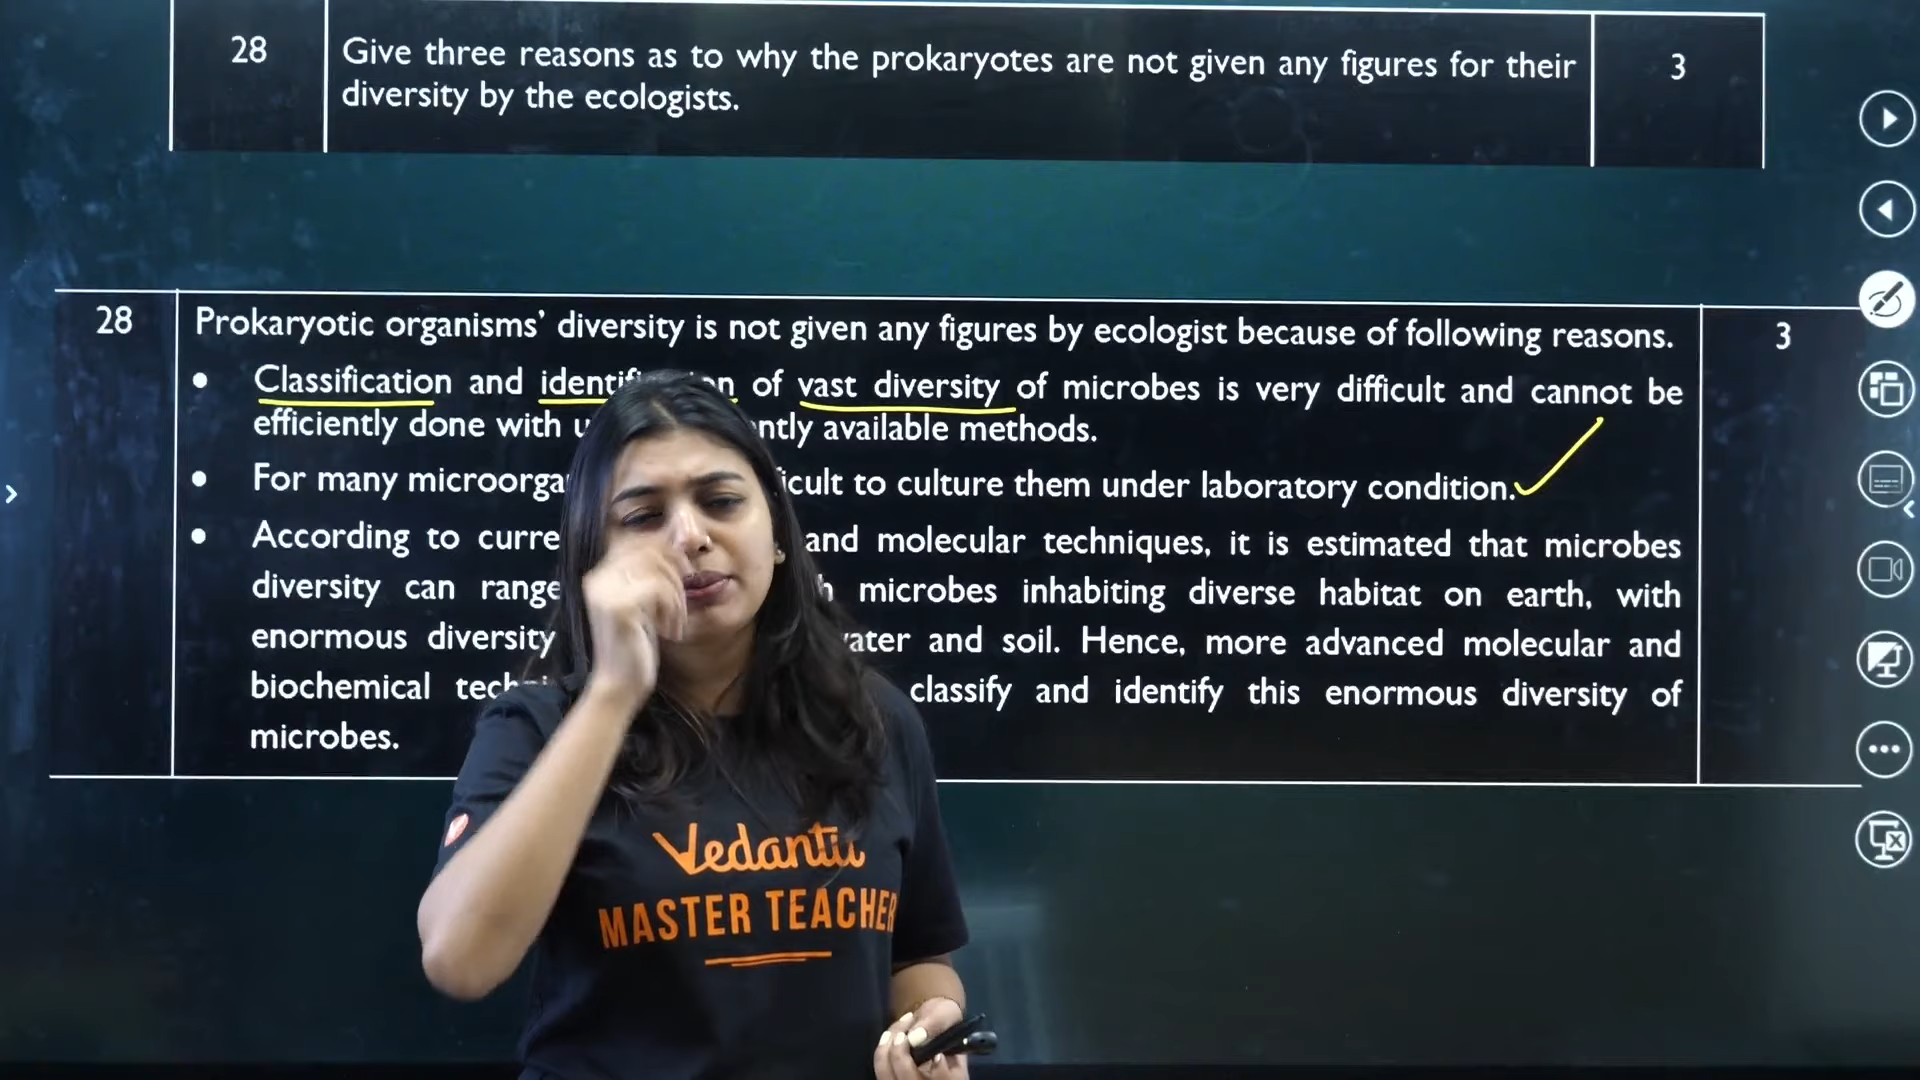 28
Give three reasons as to why the prokaryotes are not given any figures for their
diversity by the ecologists.
3
28
Prokaryotic organisms’ diversity is not given any figures by ecologist because of following reasons.
3
• Classification and of vast diversity of microbes is very difficult and cannot be
efficiently done with available methods.
• For many to culture them under laboratory condition.
• According to and molecular techniques, it is estimated that microbes
diversity can range microbes inhabiting diverse habitat on earth, with
enormous diversity and soil. Hence, more advanced molecular and
biochemical classify and identify this enormous diversity of
microbes.
Vedantu
MASTER TEACHER